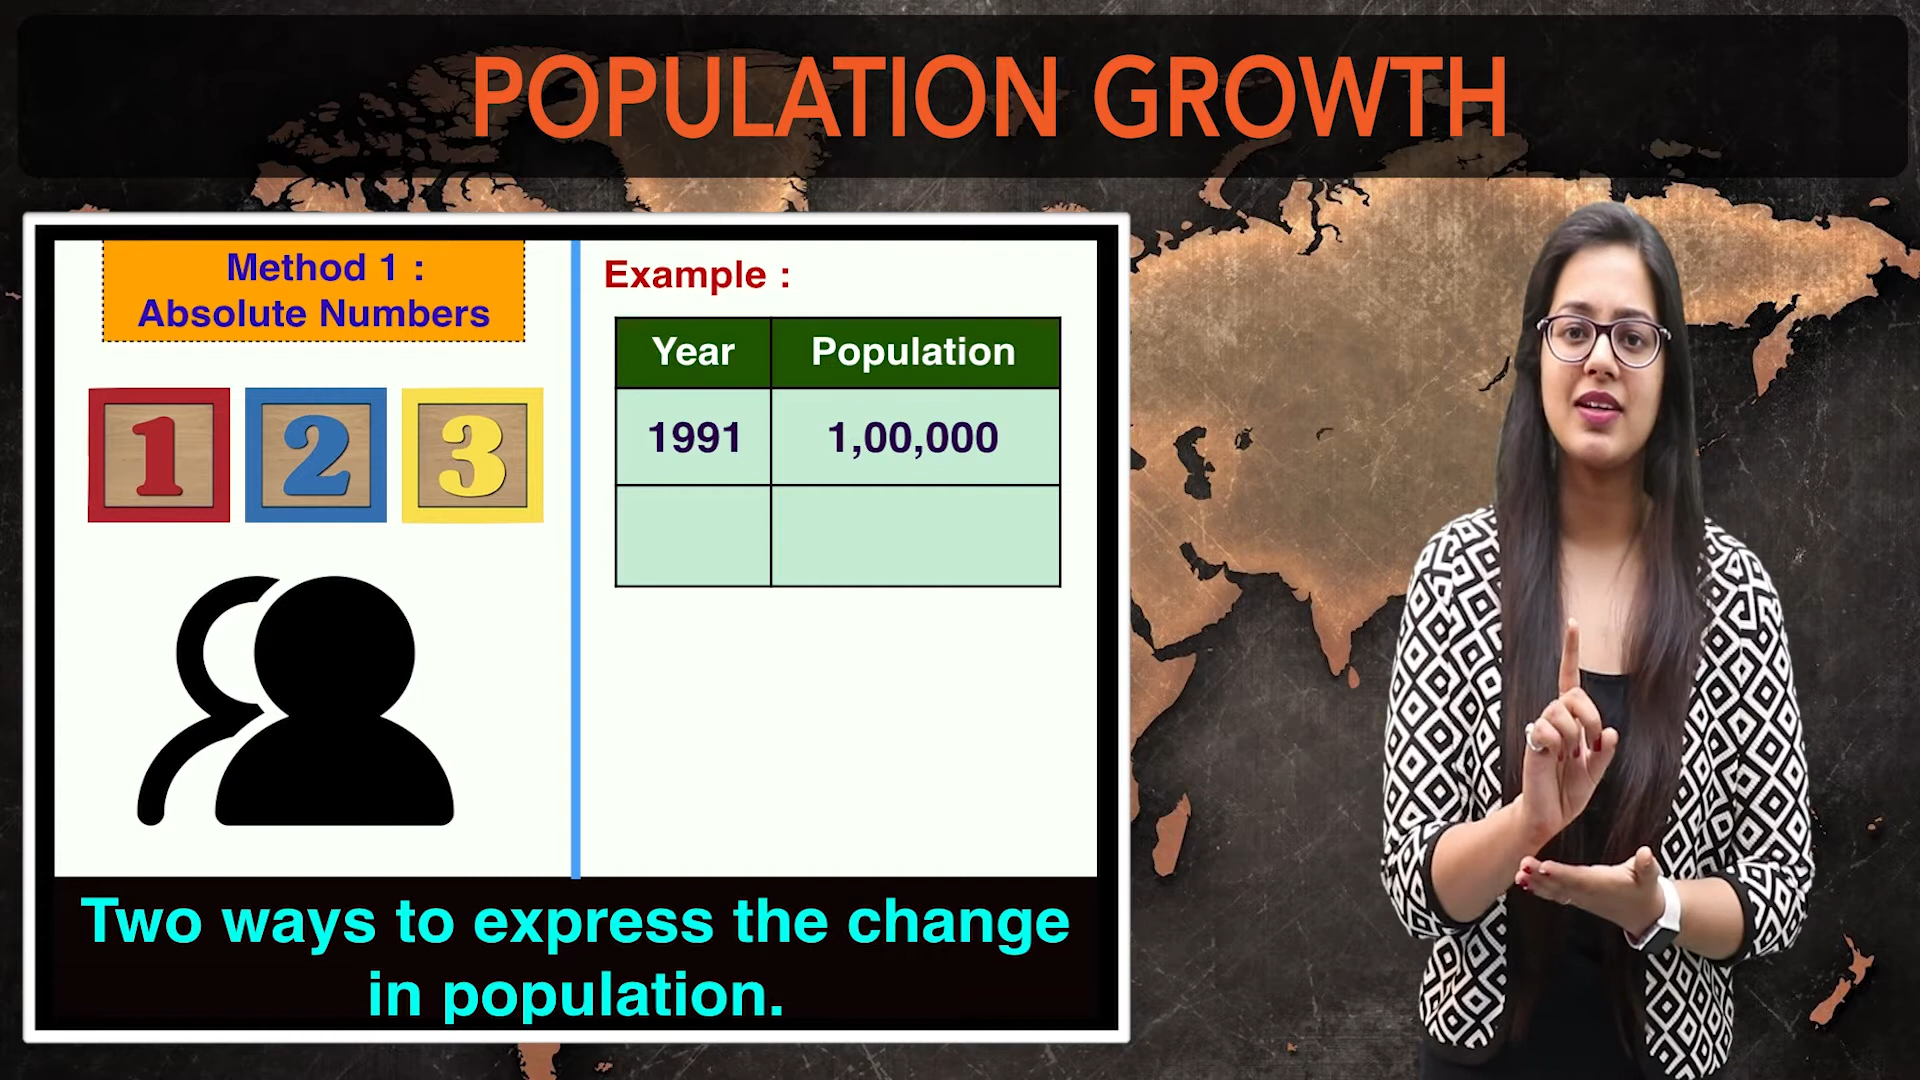 POPULATION GROWTH
Method 1 :
Absolute Numbers
1 2 3
Example :
Year Population
1991 1,00,000
Two ways to express the change
in population.